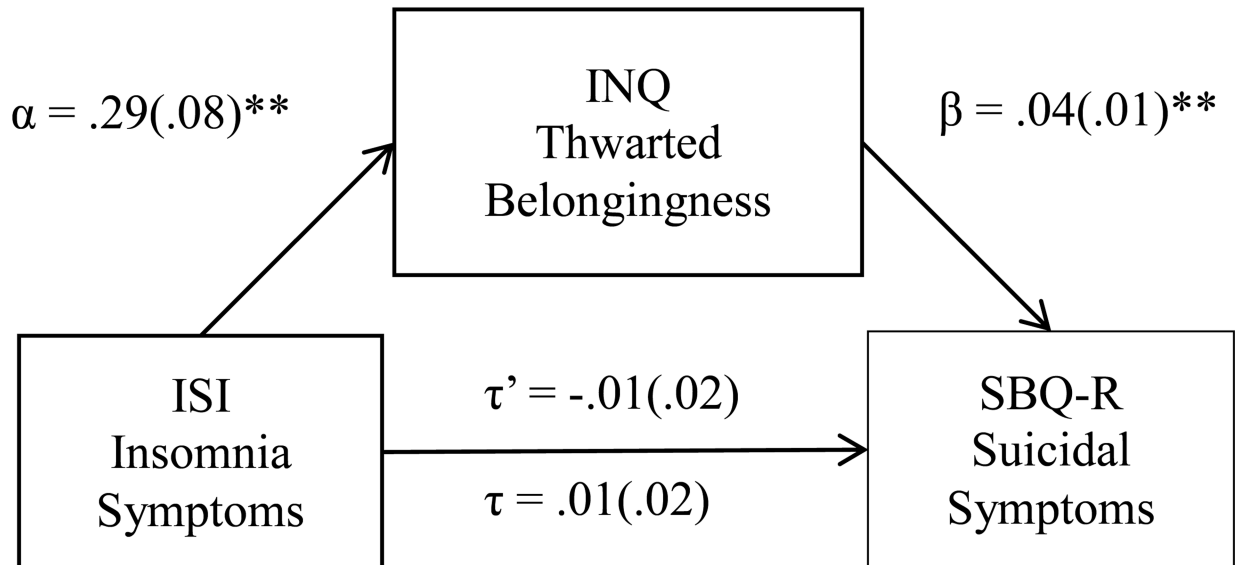 α = .29(.08)**
INQ
Thwarted
Belongingness
β = .04(.01)**
ISI
Insomnia
Symptoms
τ’ = -.01(.02)
τ = .01(.02)
SBQ-R
Suicidal
Symptoms